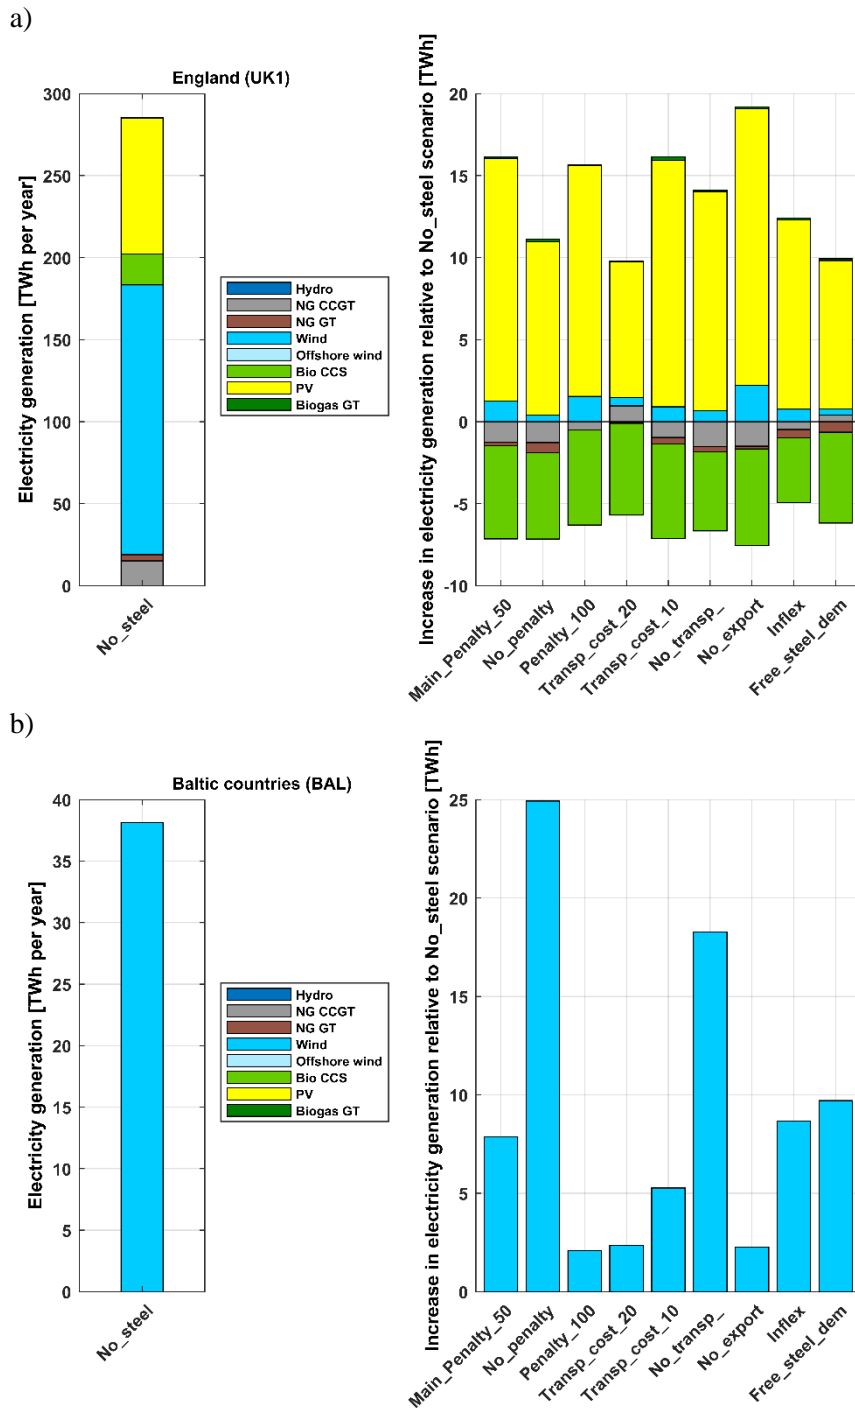 a)
England (UK1)
Electricity generation [TWh per year]
300
250
200
150
100
50
0
No_steel
Hydro
NG CCGT
NG GT
Wind
Offshore wind
Bio CCS
PV
Biogas GT
Increase in electricity generation relative to No_steel scenario [TWh]
20
15
10
5
0
-5
-10
Main_Penalty_50
No_penalty
Penalty_100
Transp_cost_20
Transp_cost_10
No_transp_
No_export
Inflex
Free_steel_dem
b)
Baltic countries (BAL)
Electricity generation [TWh per year]
40
35
30
25
20
15
10
5
0
No_steel
Hydro
NG CCGT
NG GT
Wind
Offshore wind
Bio CCS
PV
Biogas GT
Increase in electricity generation relative to No_steel scenario [TWh]
25
20
15
10
5
0
Main_Penalty_50
No_penalty
Penalty_100
Transp_cost_20
Transp_cost_10
No_transp_
No_export
Inflex
Free_steel_dem